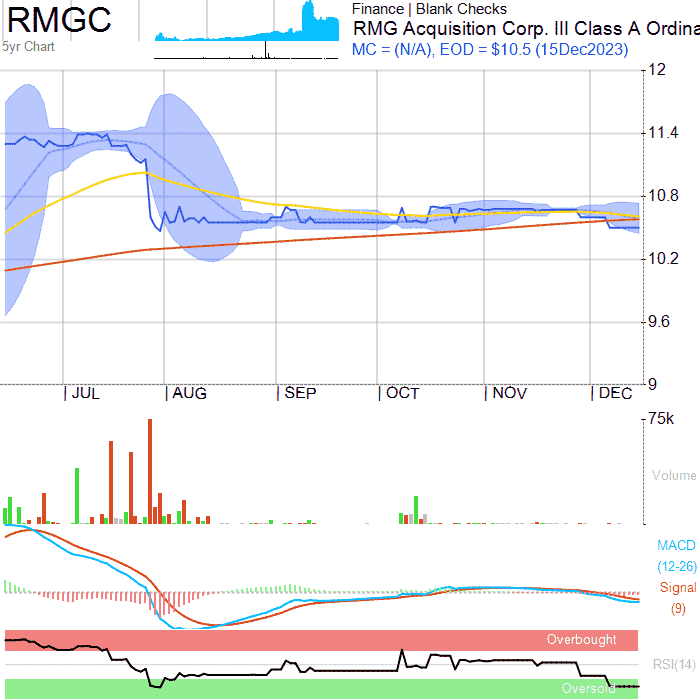 RMGC
5yr Chart
Finance | Blank Checks
RMG Acquisition Corp. III Class A Ordina
MC = (N/A), EOD = $10.5 (15Dec2023)
12
11.4
10.8
10.2
9.6
9
JUL AUG SEP OCT NOV DEC
75k
Volume
MACD
(12-26)
Signal
(9)
Overbought
RSI(14)
Oversold